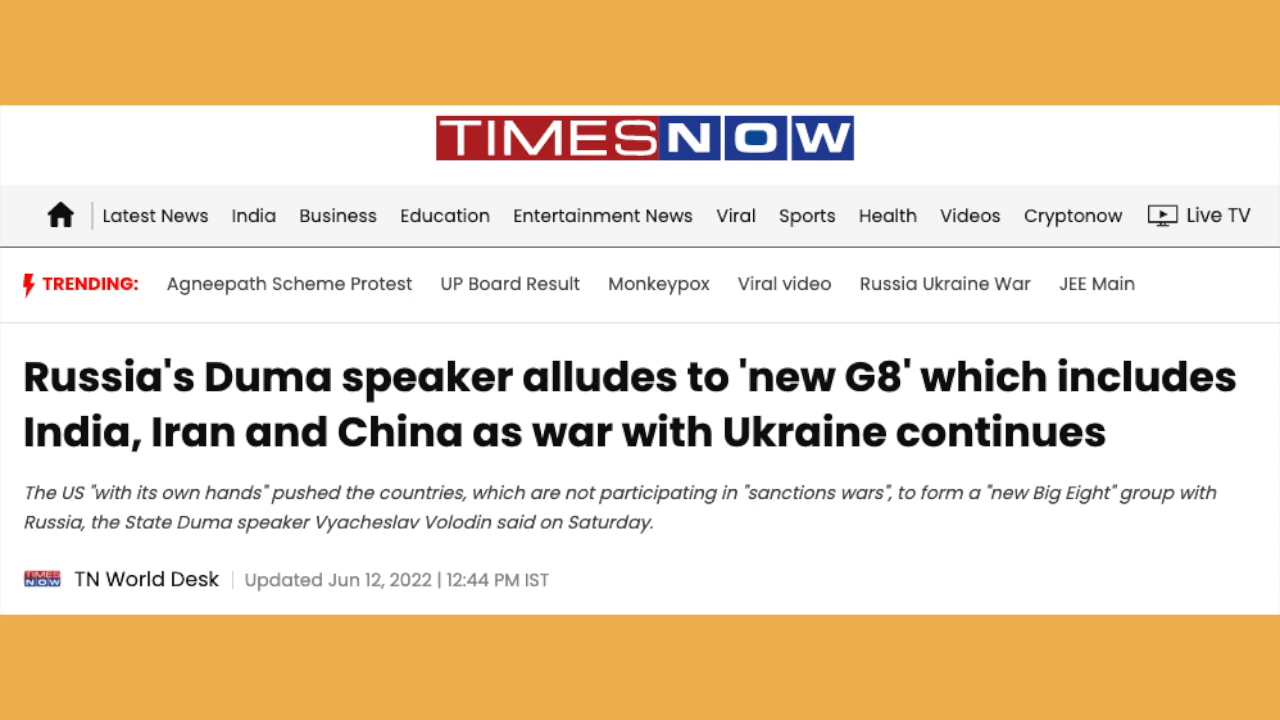 TIMES NOW
Latest News India Business Education Entertainment News Viral Sports Health Videos Cryptonow Live TV
TRENDING: Agneepath Scheme Protest UP Board Result Monkeypox Viral video Russia Ukraine War JEE Main
Russia's Duma speaker alludes to 'new G8' which includes
India, Iran and China as war with Ukraine continues
The US "with its own hands" pushed the countries, which are not participating in "sanctions wars", to form a "new Big Eight" group with
Russia, the State Duma speaker Vyacheslav Volodin said on Saturday.
TIMES NOW TN World Desk | Updated Jun 12, 2022 | 12:44 PM IST